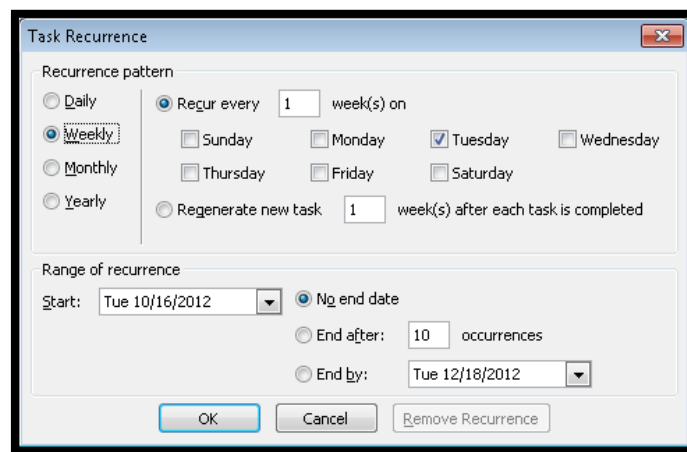 Task Recurrence
Recurrence pattern
Daily
Recur every 1 week(s) on
Weekly
Sunday Monday Tuesday Wednesday
Monthly
Thursday Friday Saturday
Yearly
Regenerate new task 1 week(s) after each task is completed
Range of recurrence
Start: Tue 10/16/2012 No end date
End after: 10 occurrences
End by: Tue 12/18/2012
OK Cancel Remove Recurrence